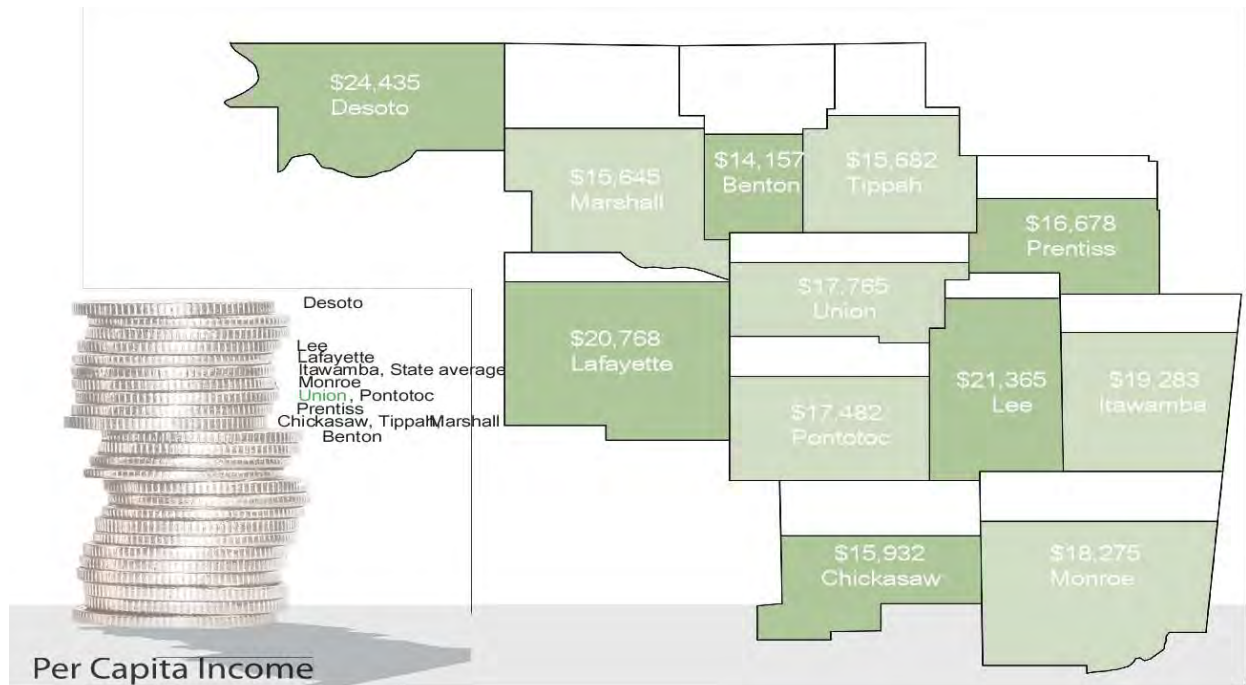 $24,435
Desoto
$15,645
Marshall
$14,157
Benton
$15,682
Tippah
$16,678
Prentiss
$17,765
Union
$20,768
Lafayette
$21,365
Lee
$19,283
Itawamba
$17,482
Pontotoc
$15,932
Chickasaw
$18,275
Monroe
Desoto
Lee
Lafayette
Itawamba, State average
Monroe
Union, Pontotoc
Prentiss
Chickasaw, Tippah Marshall
Benton
Per Capita Income